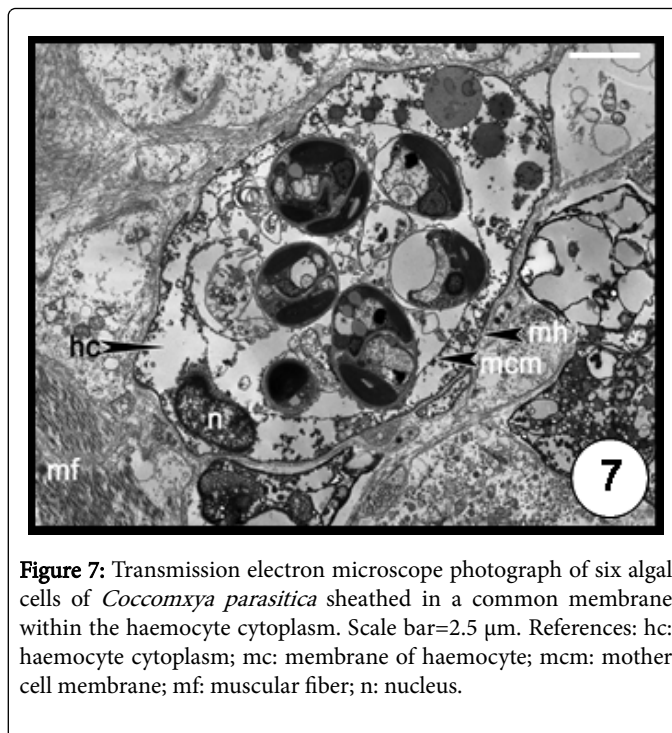 hc
mh
mcm
n
mf
7
Figure 7: Transmission electron microscope photograph of six algal
cells of Coccomxya parasitica sheathed in a common membrane
within the haemocyte cytoplasm. Scale bar=2.5 μm. References: hc:
haemocyte cytoplasm; mc: membrane of haemocyte; mcm: mother
cell membrane; mf: muscular fiber; n: nucleus.